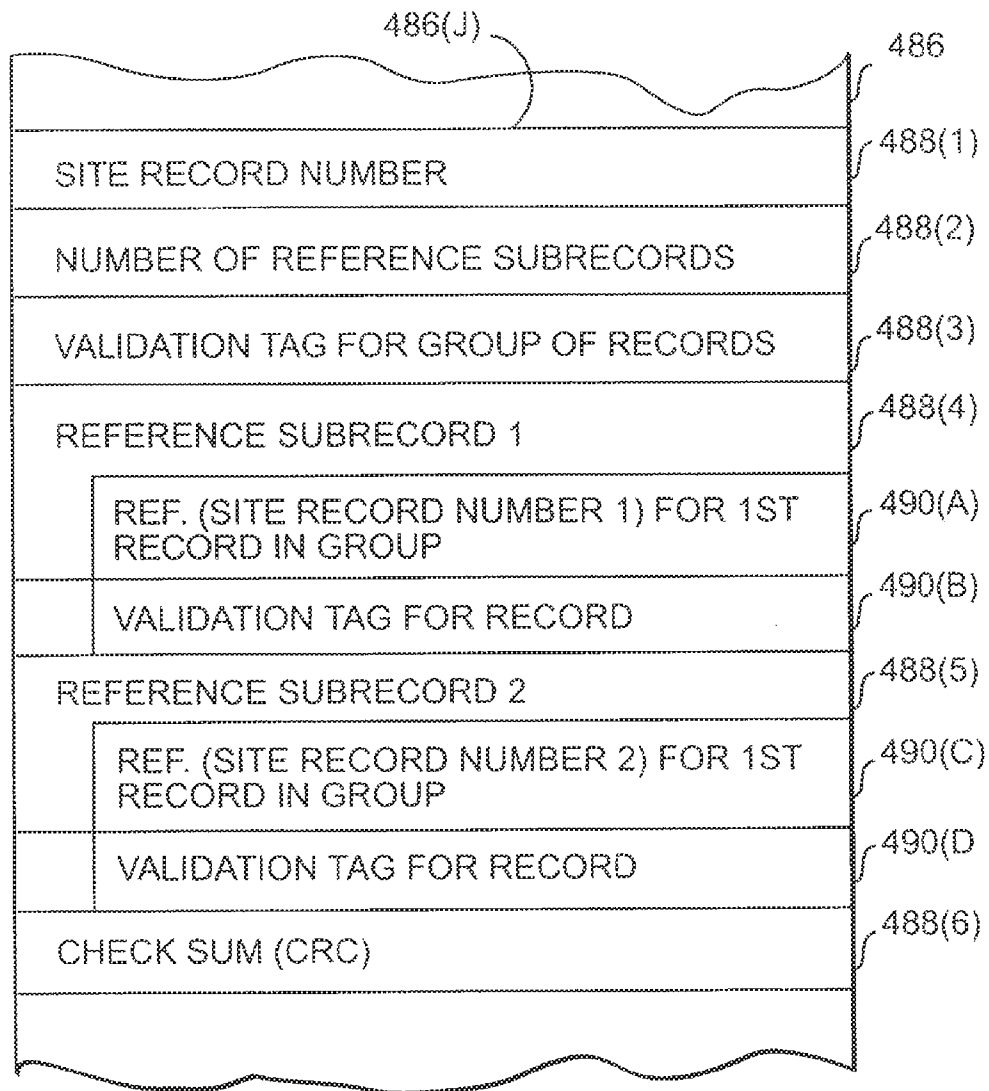 486(J)
486
SITE RECORD NUMBER
488(1)
NUMBER OF REFERENCE SUBRECORDS
488(2)
VALIDATION TAG FOR GROUP OF RECORDS
488(3)
REFERENCE SUBRECORD 1
488(4)
REF. (SITE RECORD NUMBER 1) FOR 1ST
RECORD IN GROUP
490(A)
VALIDATION TAG FOR RECORD
490(B)
REFERENCE SUBRECORD 2
488(5)
REF. (SITE RECORD NUMBER 2) FOR 1ST
RECORD IN GROUP
490(C)
VALIDATION TAG FOR RECORD
490(D
CHECK SUM (CRC)
488(6)